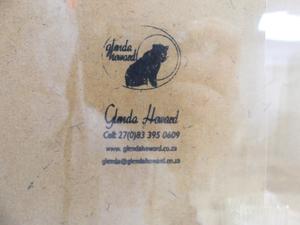 glenda
howard
Glenda Howard
Cell: 27(0)83 395 0609
www.glendahoward.co.za
glenda@glendahoward.co.za